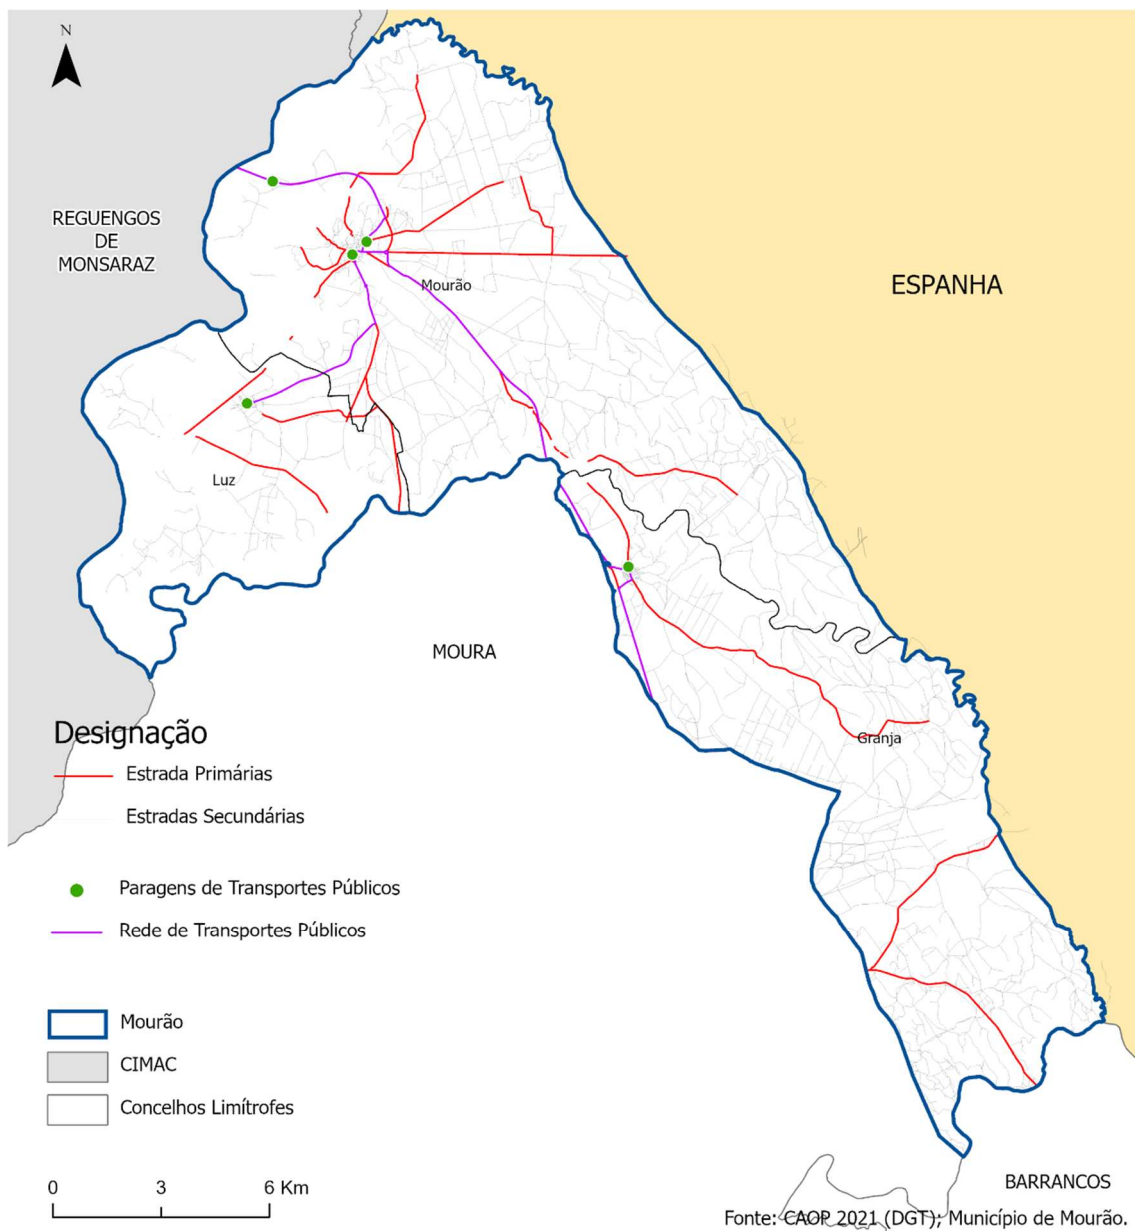 N
REGUENGOS
DE
MONSARAZ
ESPANHA
Mourão
Luz
MOURA
Granja
Designação
Estrada Primárias
Estradas Secundárias
Paragens de Transportes Públicos
Rede de Transportes Públicos
Mourão
CIMAC
Concelhos Limítrofes
0 3 6 Km
BARRANCOS
Fonte: CAOP 2021 (DGT); Município de Mourão.